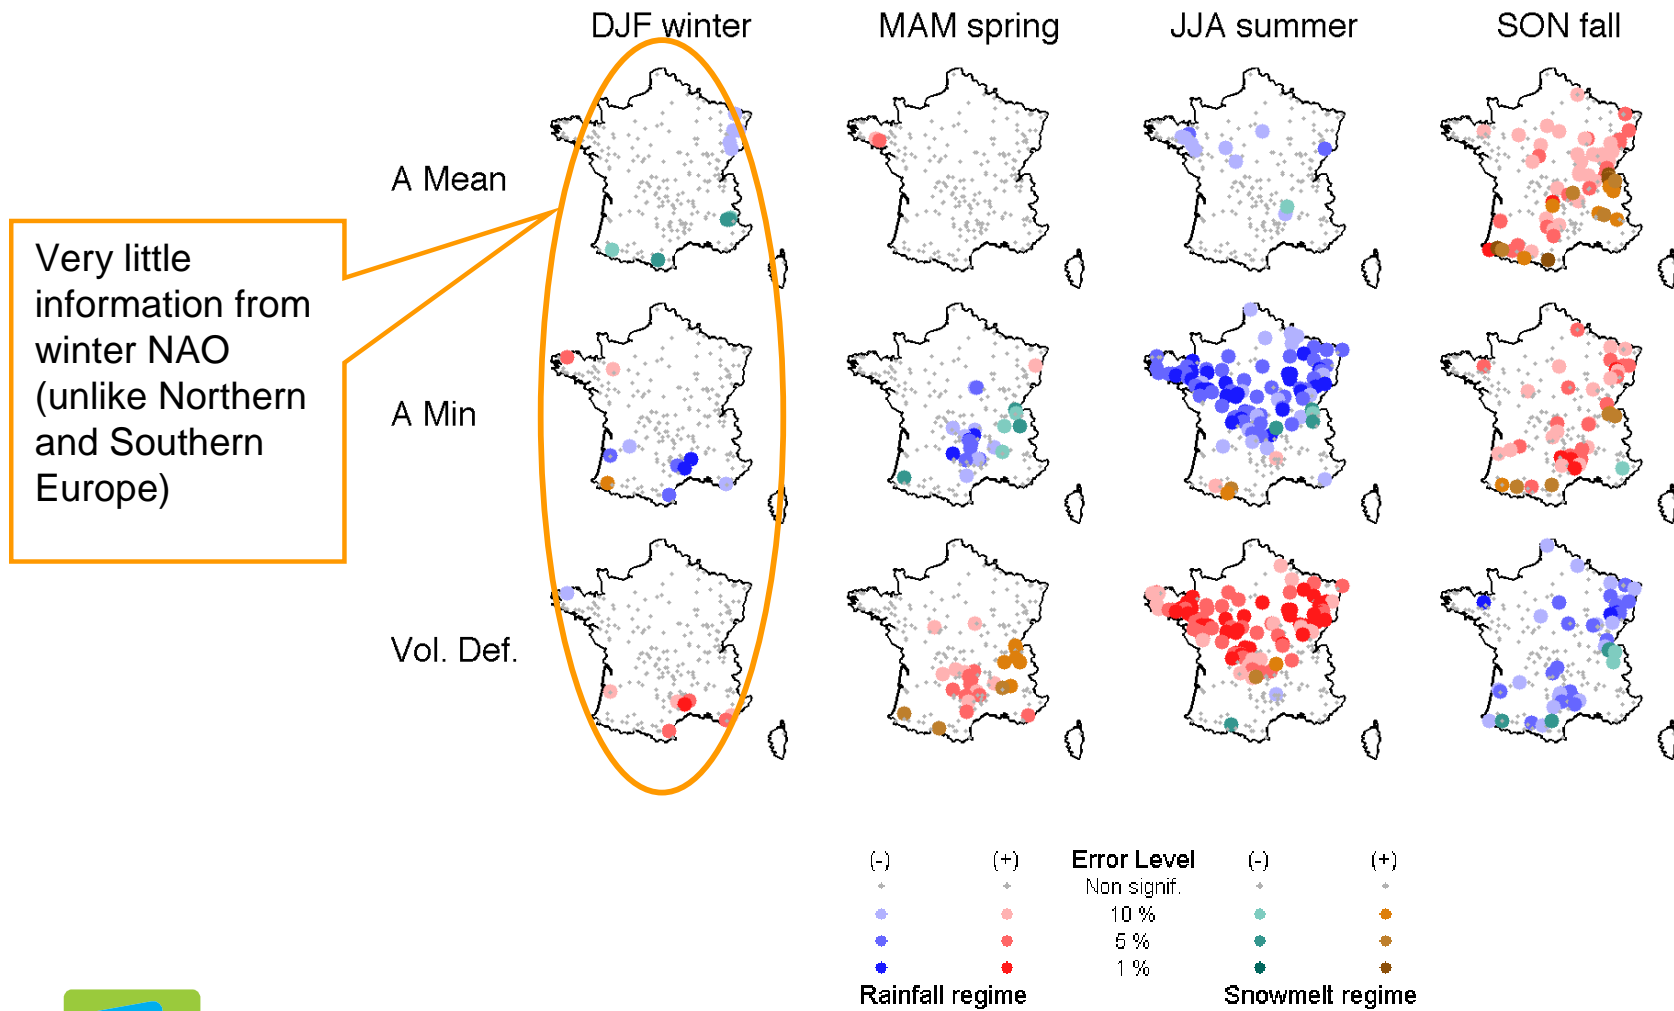 DJF winter
MAM spring
JJA summer
SON fall
A Mean
Very little
information from
winter NAO
(unlike Northern
and Southern
Europe)
A Min
Vol. Def.
(-) (+) Error Level (-) (+)
Non signif.
10 %
5 %
1 %
Rainfall regime
Snowmelt regime